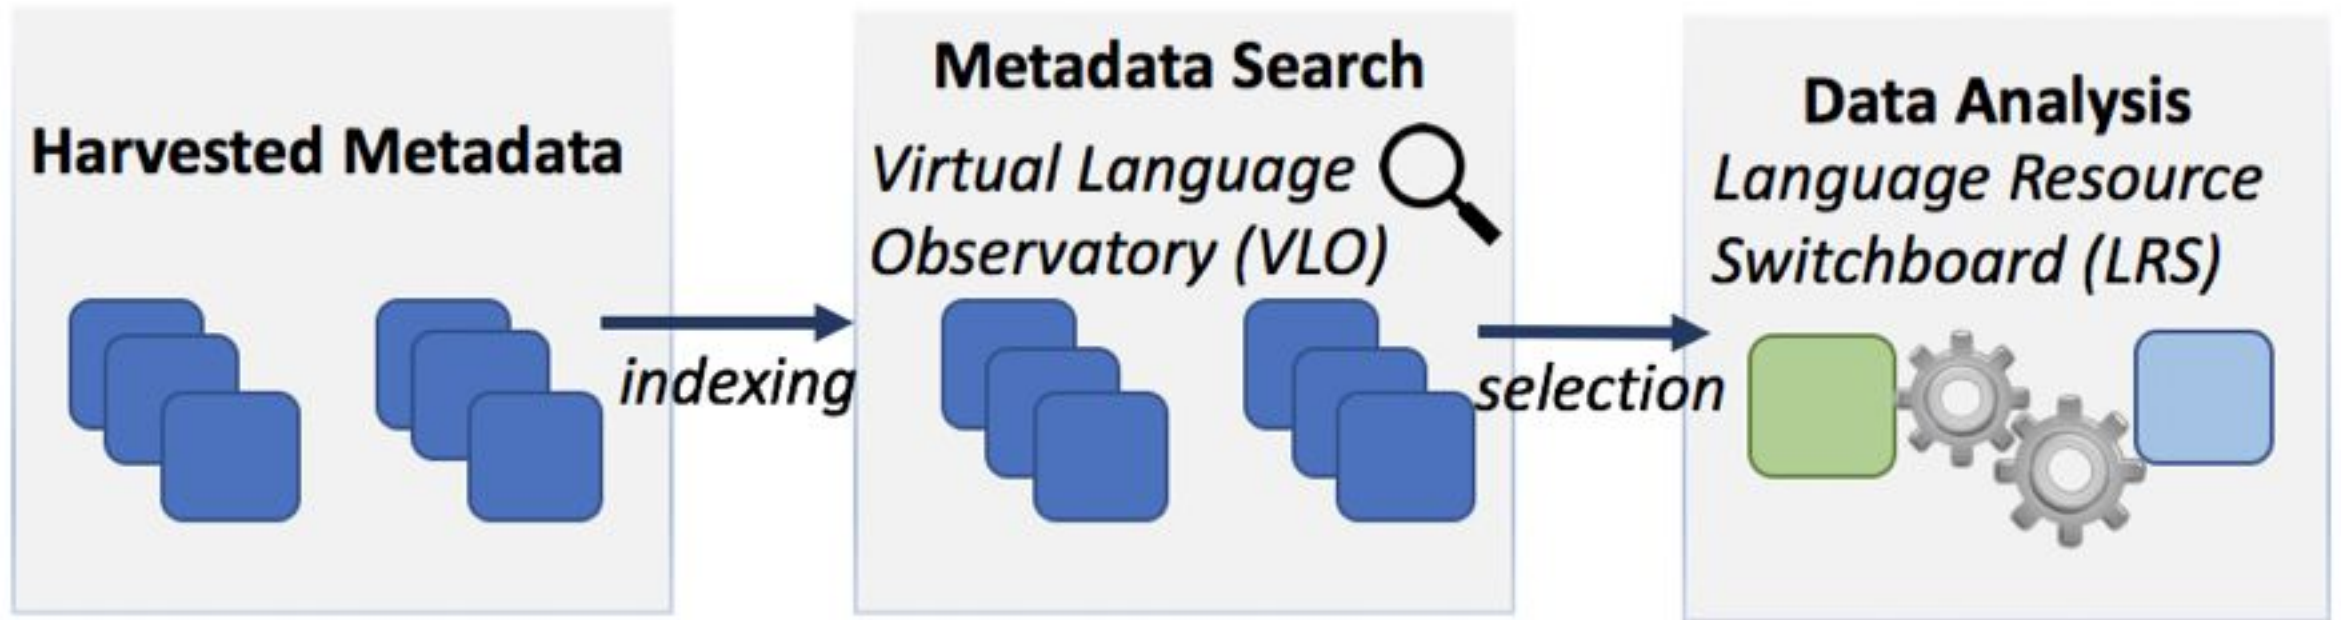 Harvested Metadata
indexing
Metadata Search
Virtual Language
Observatory (VLO)
selection
Data Analysis
Language Resource
Switchboard (LRS)